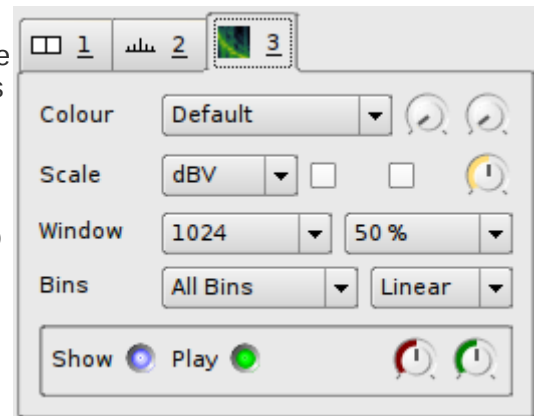 1 2 3
Colour Default
Scale dBV
Window 1024 50 %
Bins All Bins Linear
Show Play